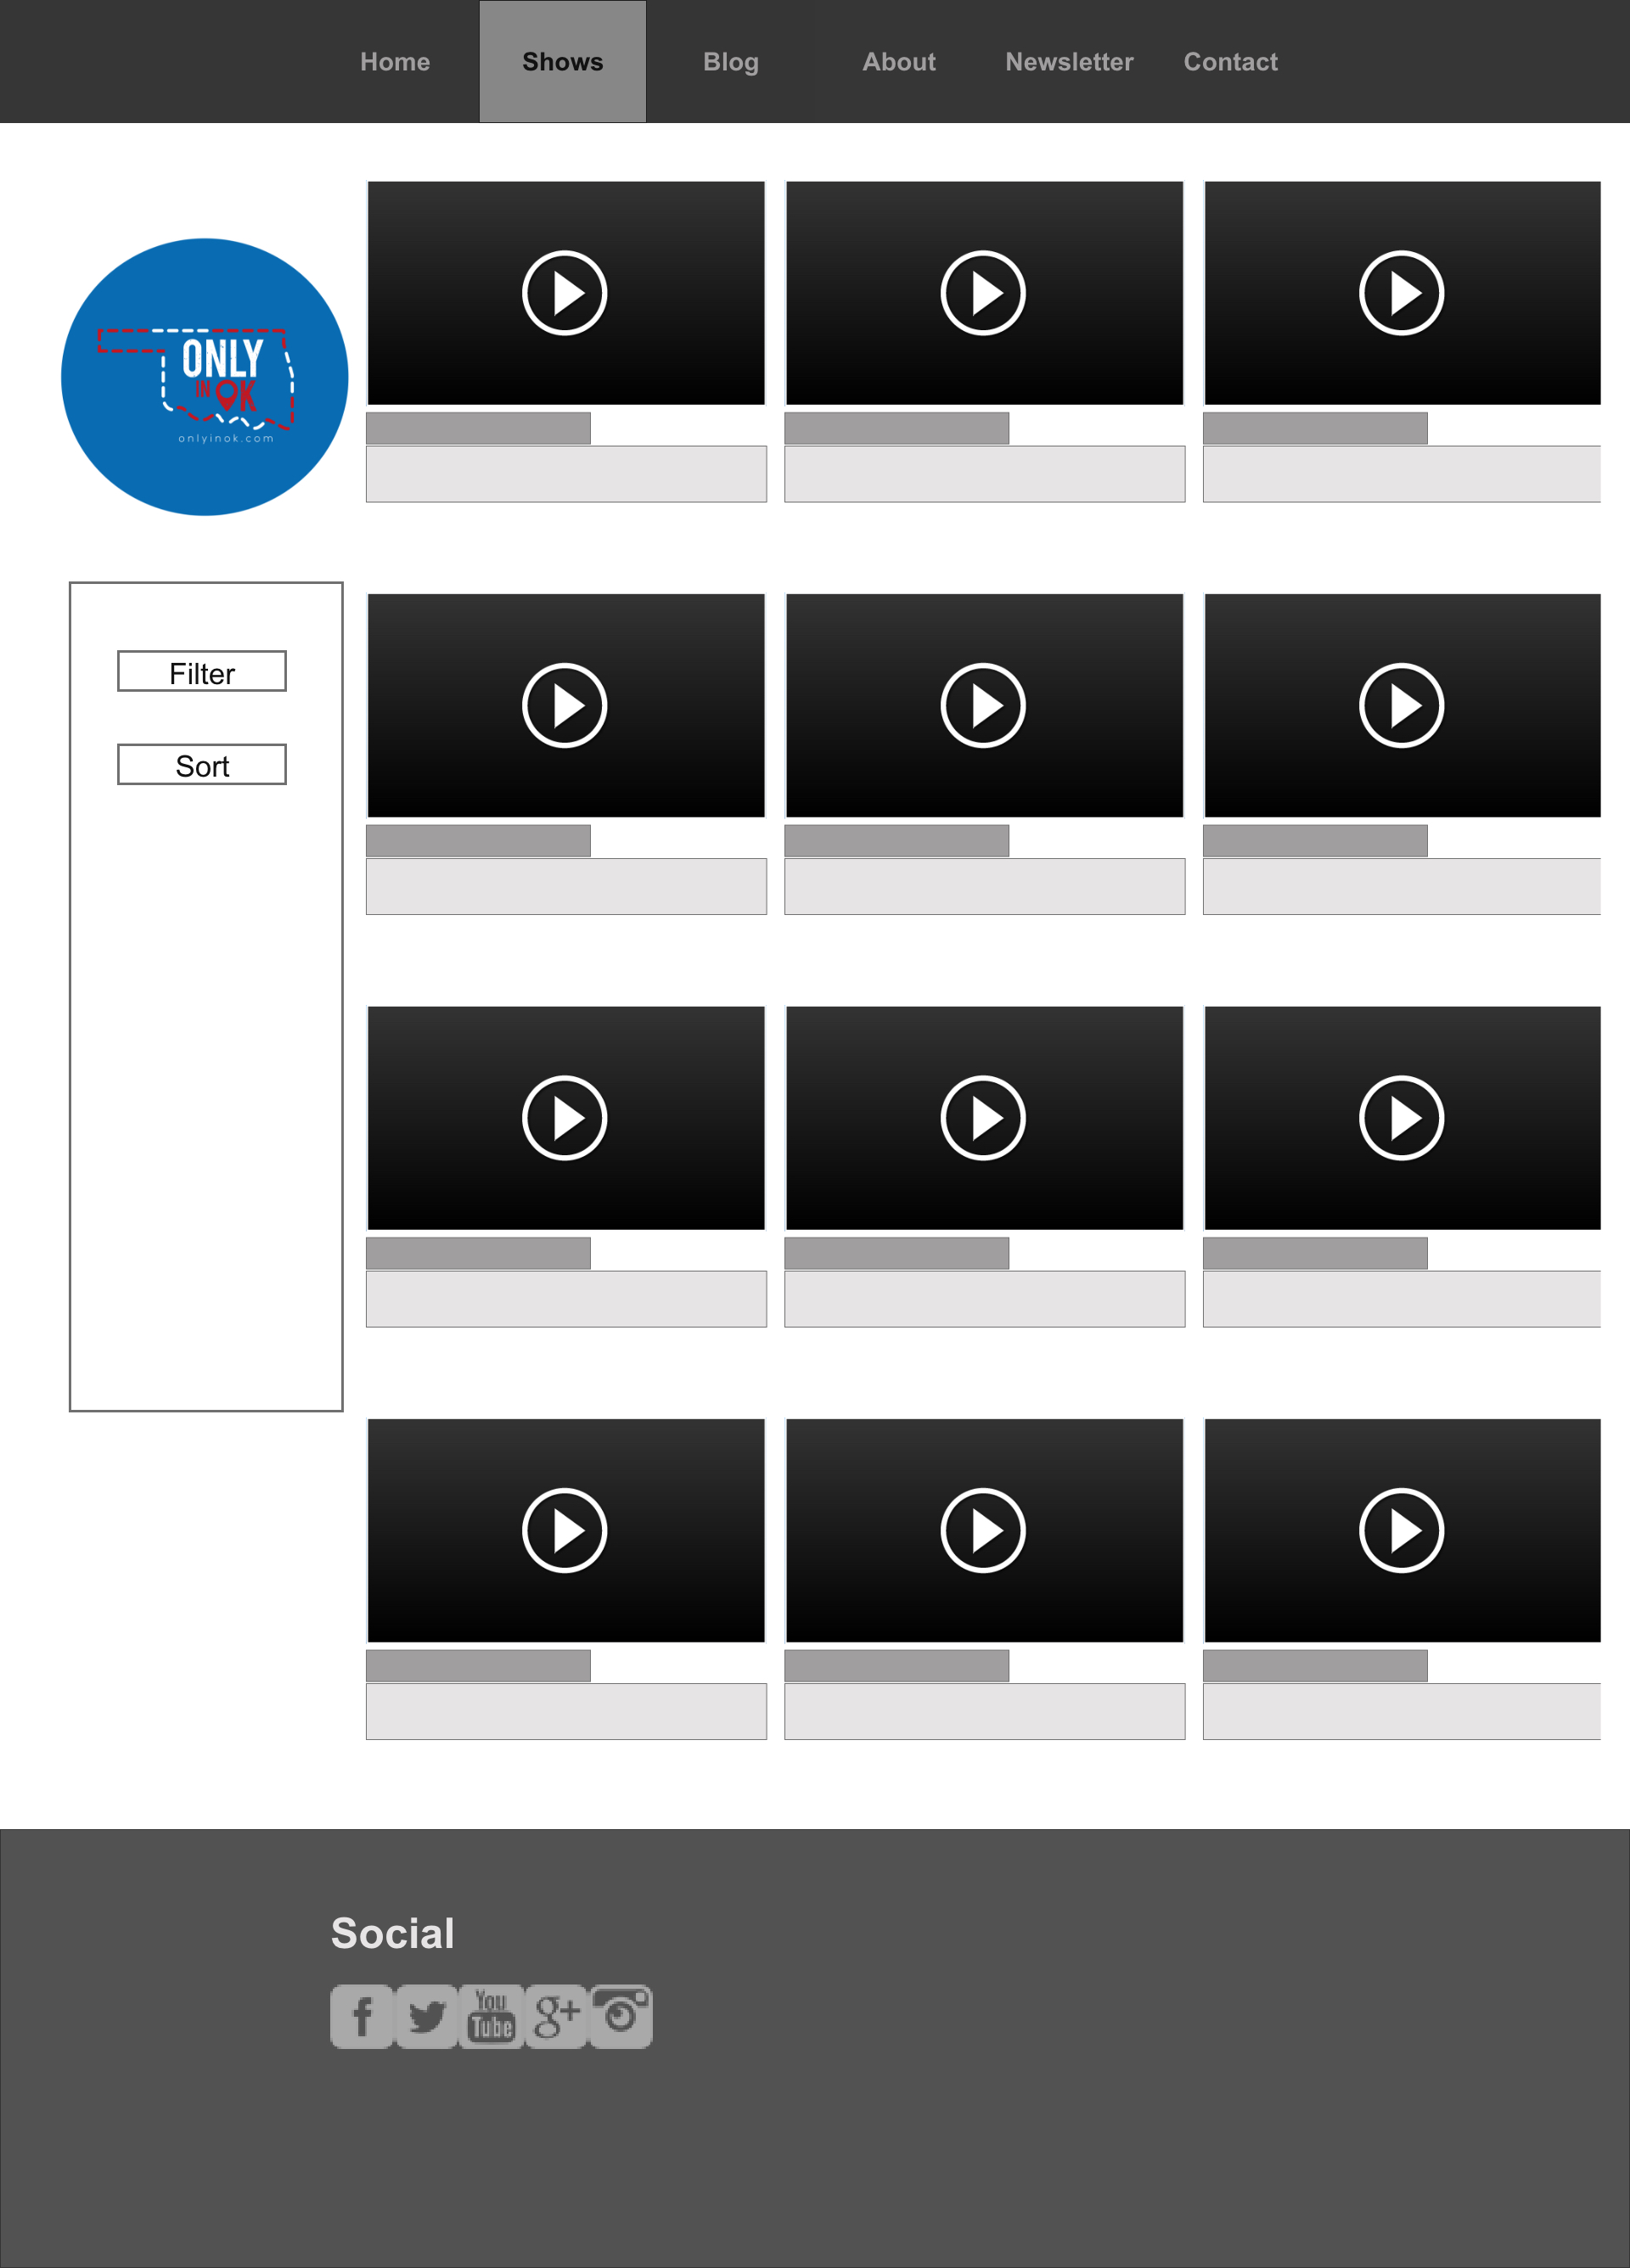 Home Shows Blog About Newsletter Contact
ONLY
IN OK
onlyinok.com
Filter
Sort
Social
f You g+
Tube